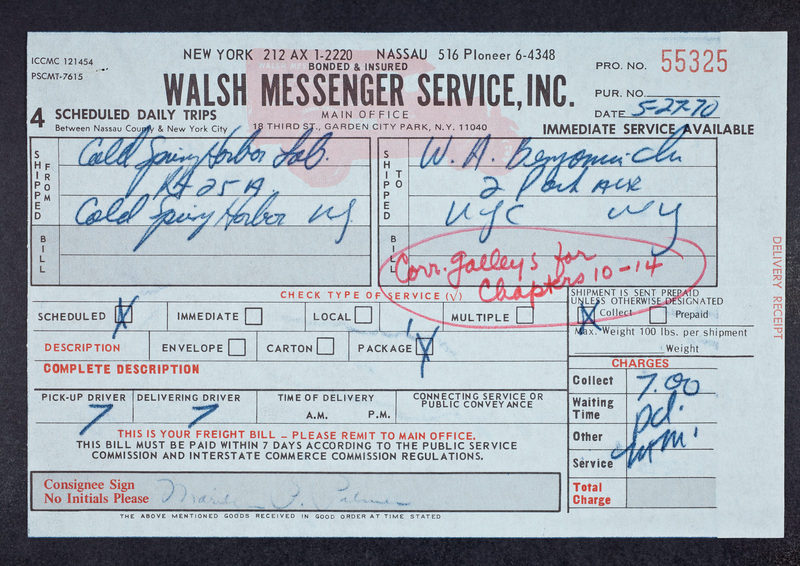 ICCMC 121454
PSCMT-7615
NEW YORK 212 AX 1-2220 NASSAU 516 PIoneer 6-4348
BONDED & INSURED
WALSH MESSENGER SERVICE, INC.
MAIN OFFICE
18 THIRD ST., GARDEN CITY PARK, N.Y. 11040
PRO. NO. 55325
PUR. NO.
DATE 5-27-70
4 SCHEDULED DAILY TRIPS
Between Nassau County & New York City
IMMEDIATE SERVICE AVAILABLE
SHIPPED FROM
Cold Spring Harbor Lab.
Rt 25A
Cold Spring Harbor
BILL
SHIPPED TO
W. A. Benjamin
2 Park Ave
NYC NY
BILL
Corr. galleys for
Chapters 10-14
CHECK TYPE OF SERVICE (√)
SHIPMENT IS SENT PREPAID
UNLESS OTHERWISE DESIGNATED
SCHEDULED X IMMEDIATE LOCAL MULTIPLE
X Collect Prepaid
Max. Weight 100 lbs. per shipment
Weight
DESCRIPTION ENVELOPE CARTON PACKAGE X
COMPLETE DESCRIPTION
CHARGES
Collect 7.00
Waiting Time pd.
Other
Service
Total Charge
PICK-UP DRIVER 7
DELIVERING DRIVER 7
TIME OF DELIVERY
A.M. P.M.
CONNECTING SERVICE OR
PUBLIC CONVEYANCE
THIS IS YOUR FREIGHT BILL – PLEASE REMIT TO MAIN OFFICE.
THIS BILL MUST BE PAID WITHIN 7 DAYS ACCORDING TO THE PUBLIC SERVICE
COMMISSION AND INTERSTATE COMMERCE COMMISSION REGULATIONS.
Consignee Sign
No Initials Please
THE ABOVE MENTIONED GOODS RECEIVED IN GOOD ORDER AT TIME STATED
DELIVERY RECEIPT